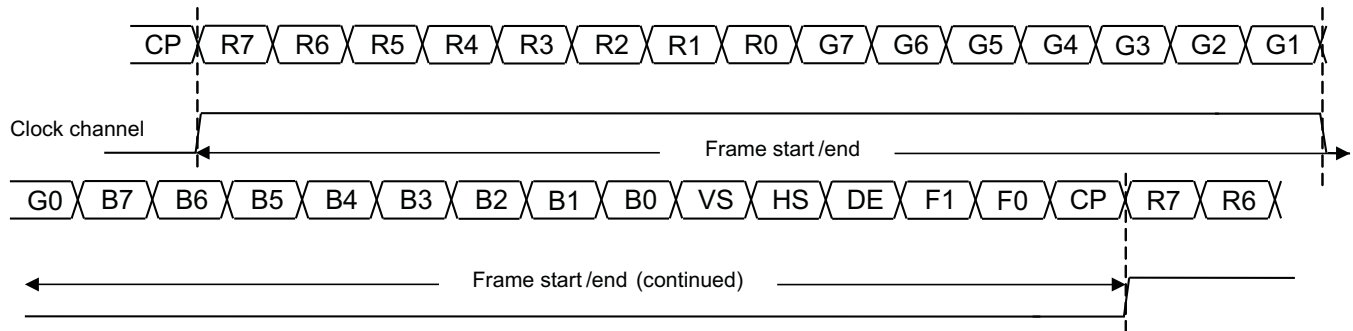 CP R7 R6 R5 R4 R3 R2 R1 R0 G7 G6 G5 G4 G3 G2 G1
Clock channel
Frame start /end
G0 B7 B6 B5 B4 B3 B2 B1 B0 VS HS DE F1 F0 CP R7 R6
Frame start /end (continued)